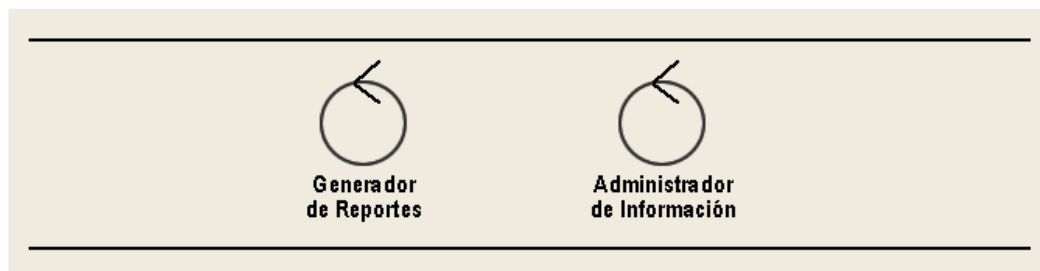 Generador
de Reportes
Administrador
de Información